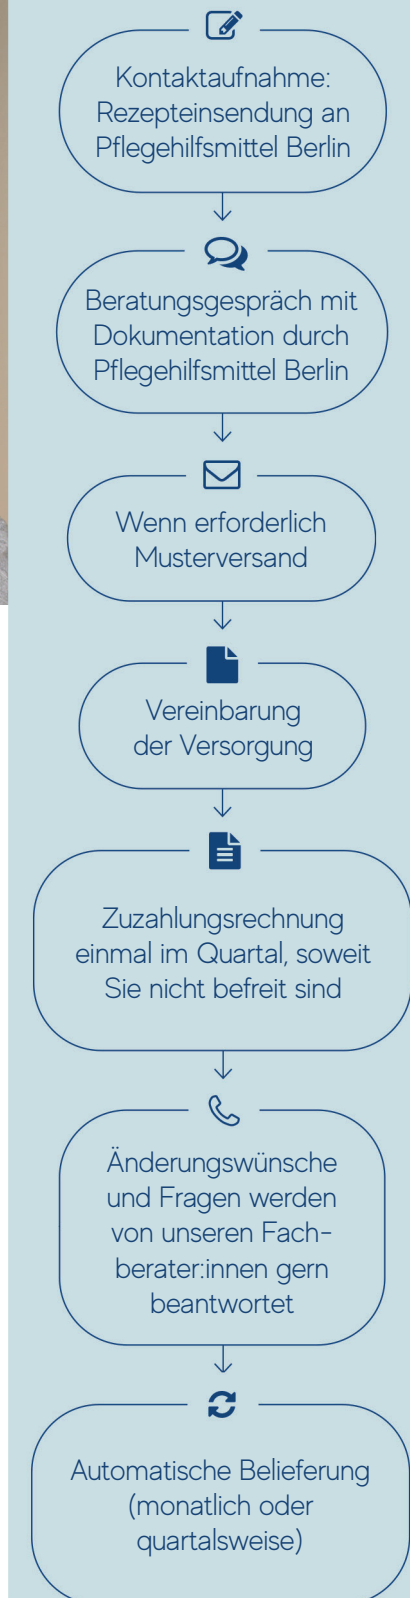 Kontaktaufnahme:
Rezepteinsendung an
Pflegehilfsmittel Berlin
Beratungsgespräch mit
Dokumentation durch
Pflegehilfsmittel Berlin
Wenn erforderlich
Musterversand
Vereinbarung
der Versorgung
Zuzahlungsrechnung
einmal im Quartal, soweit
Sie nicht befreit sind
Änderungswünsche
und Fragen werden
von unseren Fach-
berater:innen gern
beantwortet
Automatische Belieferung
(monatlich oder
quartalsweise)